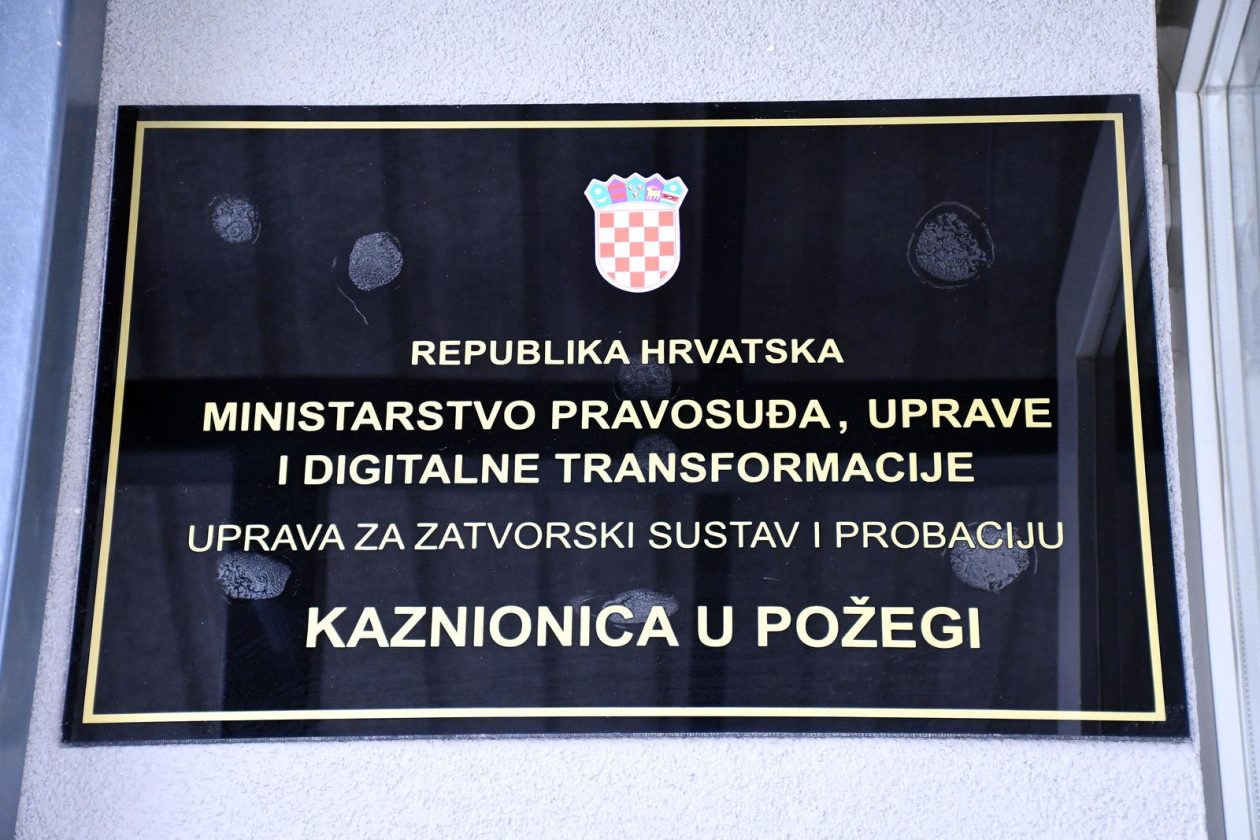 REPUBLIKA HRVATSKA
MINISTARSTVO PRAVOSUĐA, UPRAVE
I DIGITALNE TRANSFORMACIJE
UPRAVA ZA ZATVORSKI SUSTAV I PROBACIJU
KAZNIONICA U POŽEGI